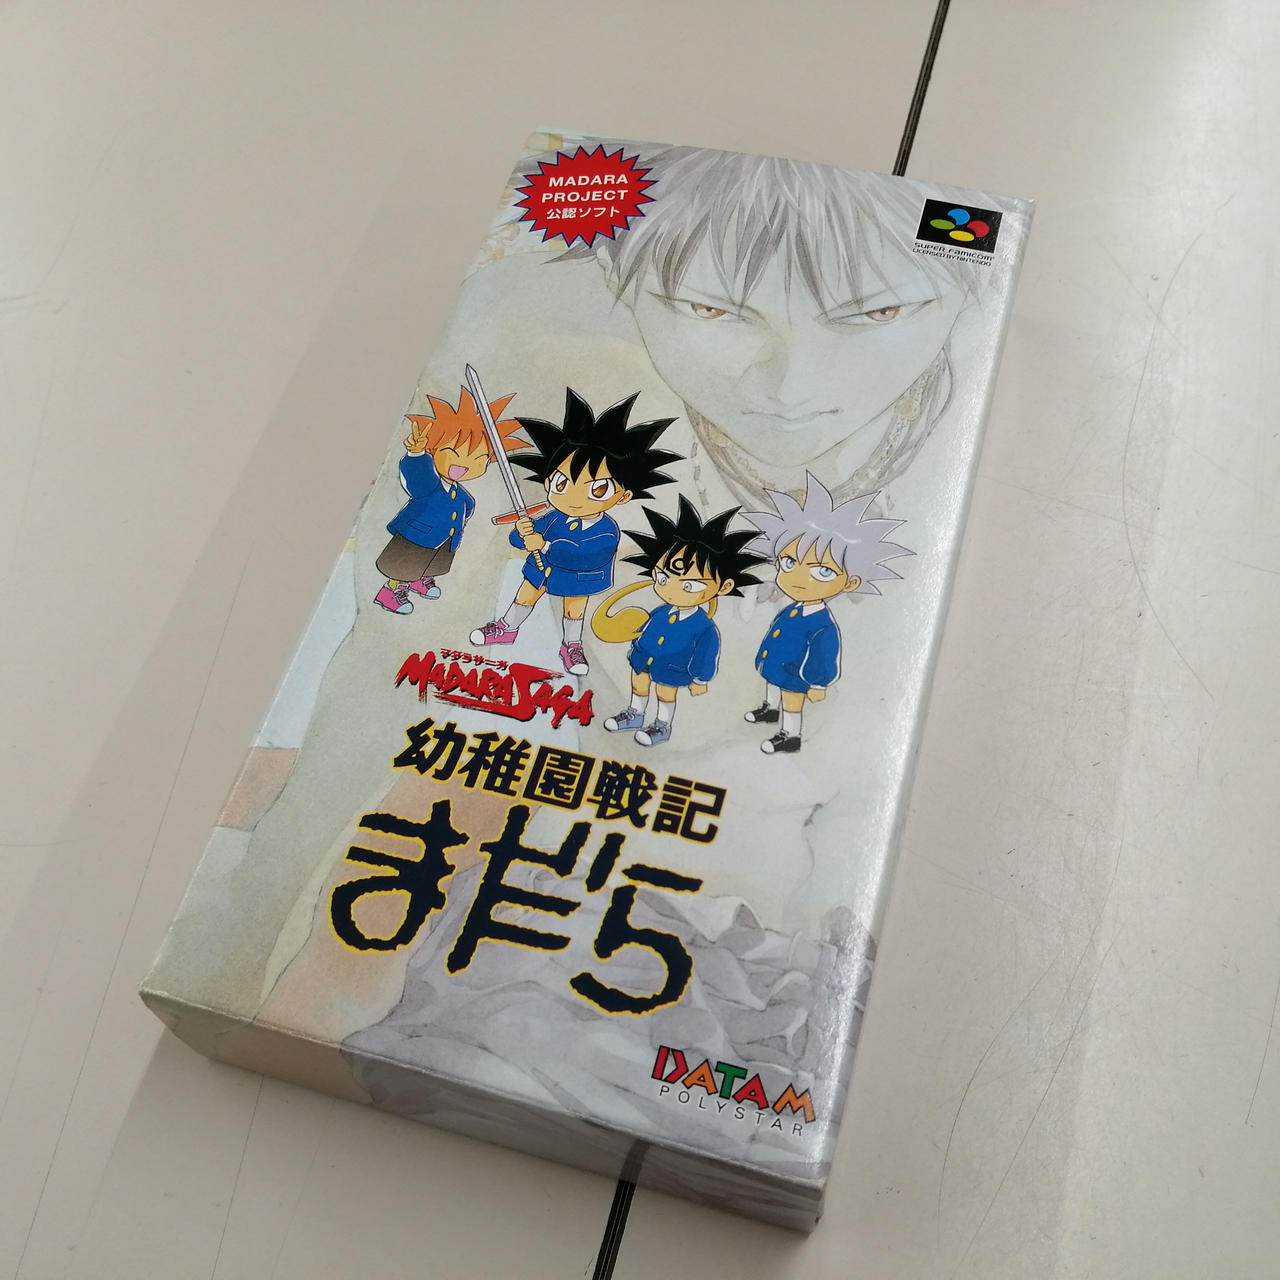 MADARA
PROJECT
公認ソフト
SUPER FAMICOM
LICENSED BY NINTENDO
マダラサーガ
MADARA SAGA
幼稚園戦記
まだら
DATAM
POLYSTAR